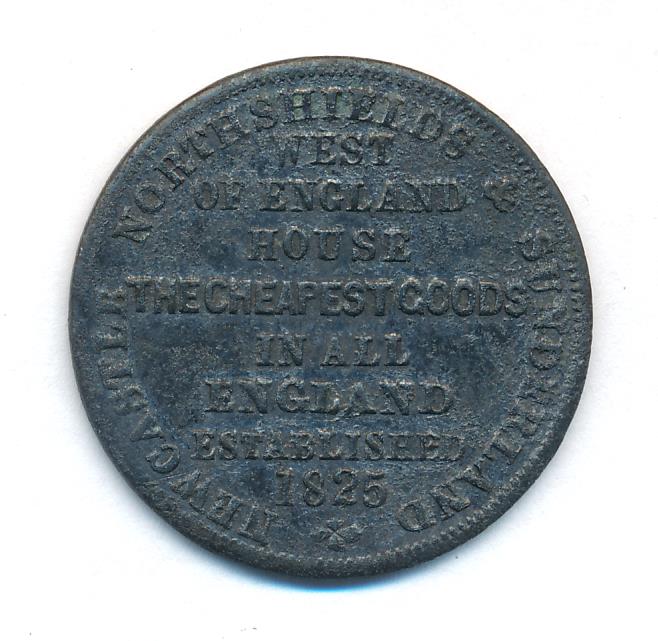 NEWCASTLE NORTH SHIELDS & SUNDERLAND
WEST
OF ENGLAND
HOUSE
THE CHEAPEST GOODS
IN ALL
ENGLAND
ESTABLISHED
1825